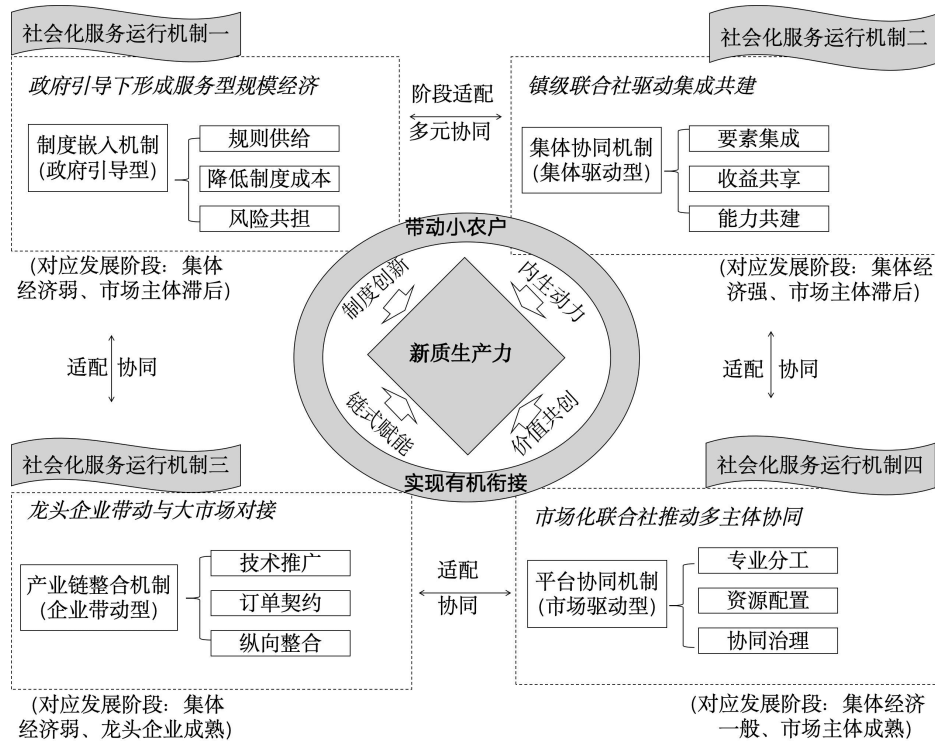 社会化服务运行机制一
政府引导下形成服务型规模经济
制度嵌入机制
(政府引导型)
规则供给
降低制度成本
风险共担
(对应发展阶段：集体
经济弱、市场主体滞后)
阶段适配
多元协同
社会化服务运行机制二
镇级联合社驱动集成共建
集体协同机制
(集体驱动型)
要素集成
收益共享
能力共建
(对应发展阶段：集体经
济强、市场主体滞后)
带动小农户
制度创新
内生动力
新质生产力
链式赋能
价值共创
实现有机衔接
适配
协同
适配
协同
社会化服务运行机制三
龙头企业带动与大市场对接
产业链整合机制
(企业带动型)
技术推广
订单契约
纵向整合
(对应发展阶段：集体
经济弱、龙头企业成熟)
适配
协同
社会化服务运行机制四
市场化联合社推动多主体协同
平台协同机制
(市场驱动型)
专业分工
资源配置
协同治理
(对应发展阶段：集体经济
一般、市场主体成熟)